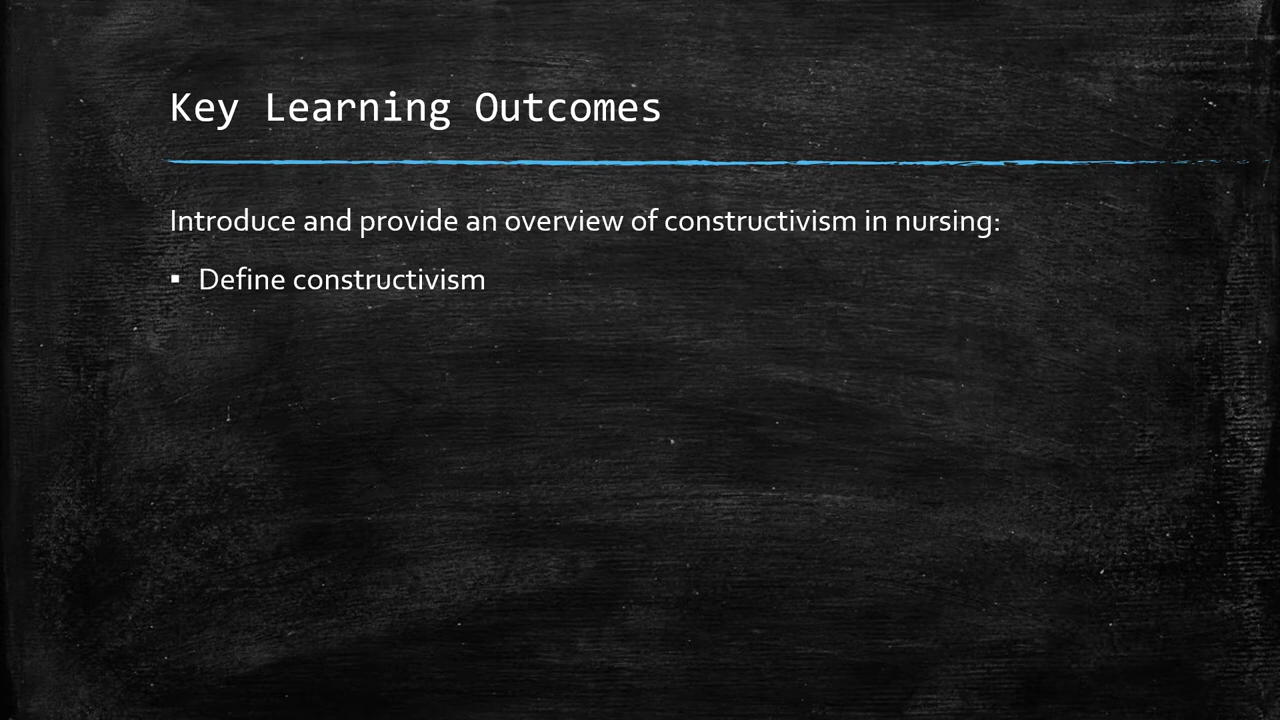 Key Learning Outcomes
Introduce and provide an overview of constructivism in nursing:
▪ Define constructivism